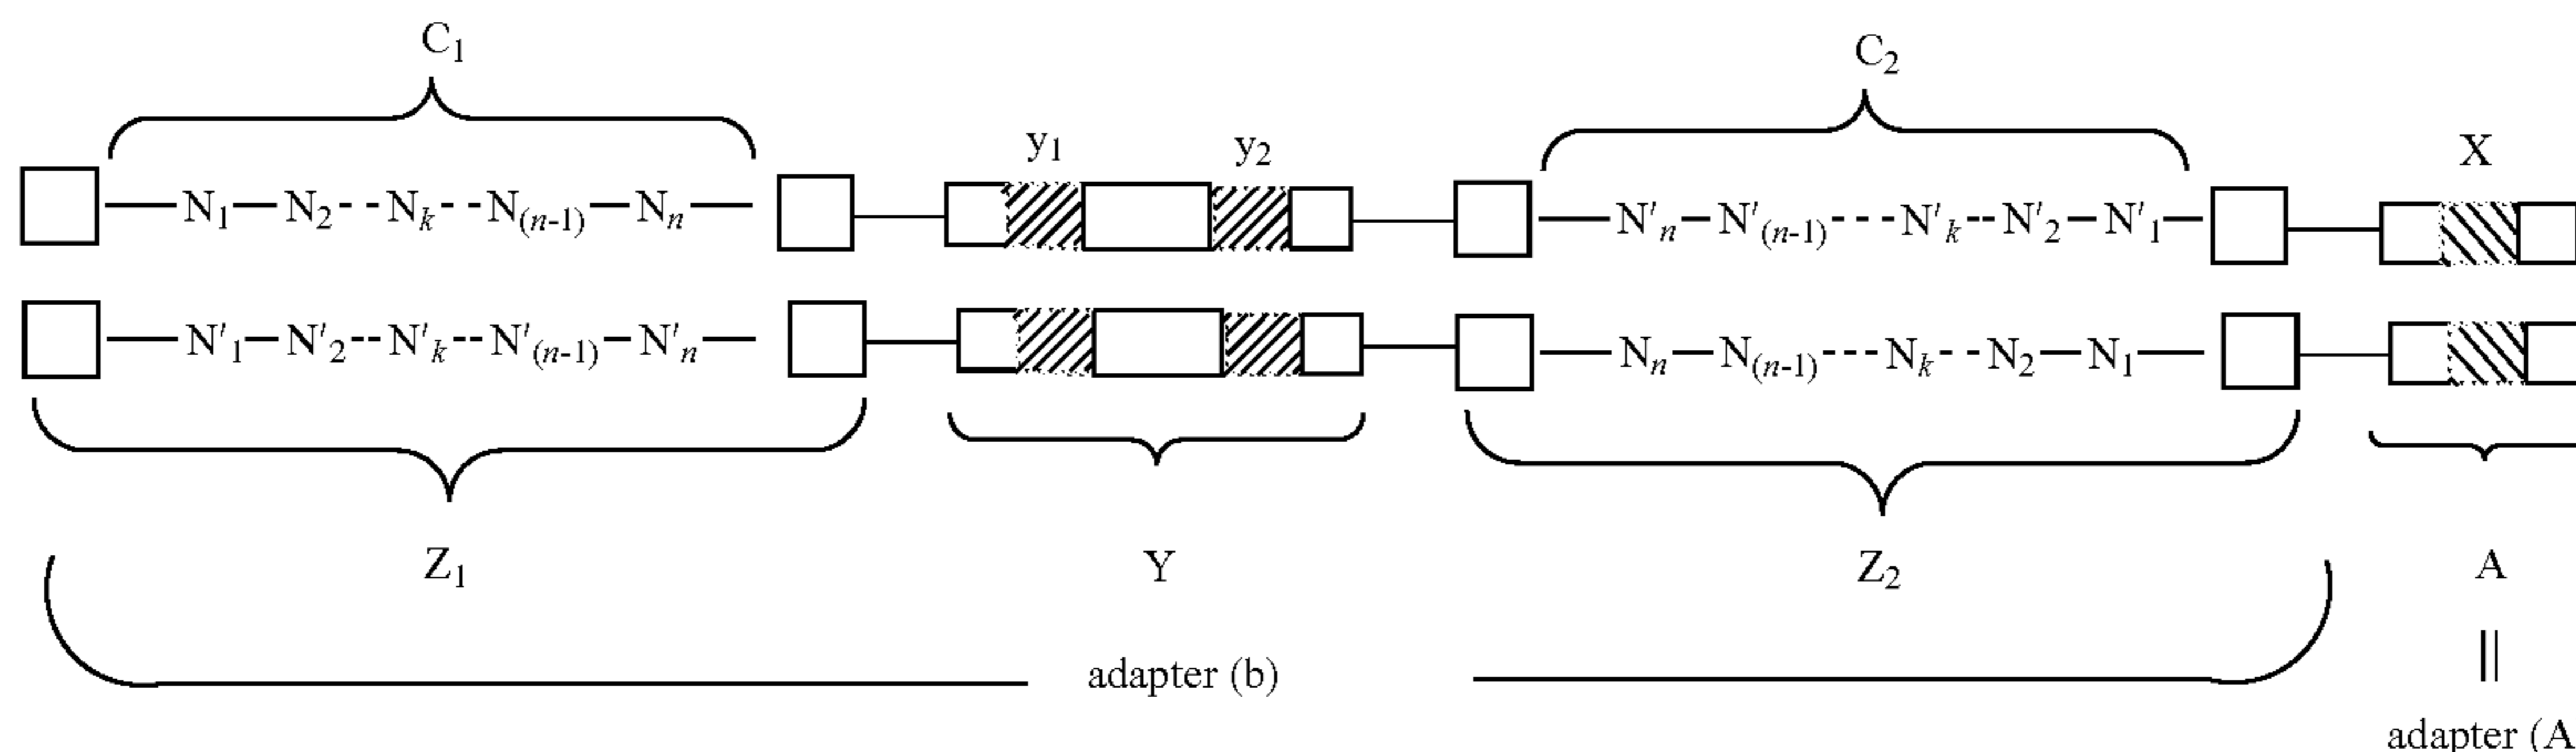 C₁ C₂
y₁ y₂ X
N₁—N₂--Nₖ--N₍ₙ₋₁₎—Nₙ N'ₙ—N'₍ₙ₋₁₎---N'ₖ--N'₂—N'₁
N'₁—N'₂--N'ₖ--N'₍ₙ₋₁₎—N'ₙ Nₙ—N₍ₙ₋₁₎---Nₖ--N₂—N₁
Z₁ Y Z₂ A
||
adapter (b)
adapter (A